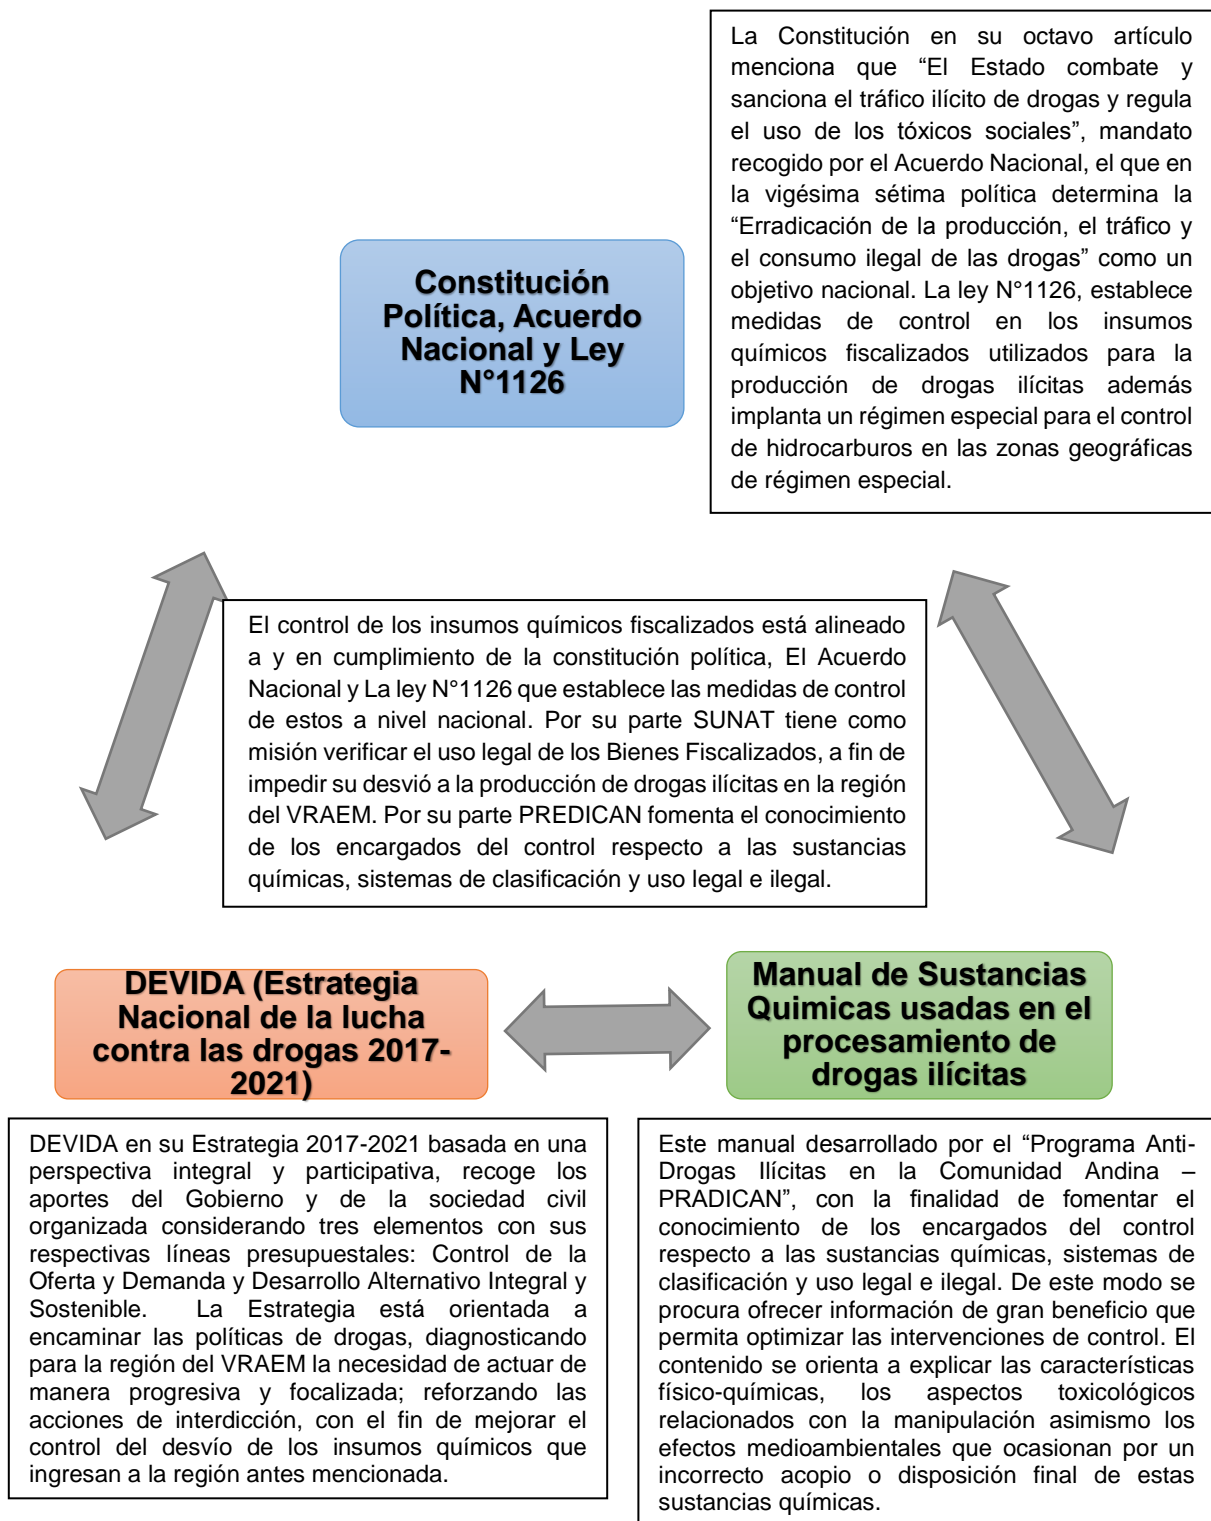 La Constitución en su octavo artículo
menciona que “El Estado combate y
sanciona el tráfico ilícito de drogas y regula
el uso de los tóxicos sociales”, mandato
recogido por el Acuerdo Nacional, el que en
la vigésima sétima política determina la
“Erradicación de la producción, el tráfico y
el consumo ilegal de las drogas” como un
objetivo nacional. La ley N°1126, establece
medidas de control en los insumos
químicos fiscalizados utilizados para la
producción de drogas ilícitas además
implanta un régimen especial para el control
de hidrocarburos en las zonas geográficas
de régimen especial.
Constitución
Política, Acuerdo
Nacional y Ley
N°1126
El control de los insumos químicos fiscalizados está alineado
a y en cumplimiento de la constitución política, El Acuerdo
Nacional y La ley N°1126 que establece las medidas de control
de estos a nivel nacional. Por su parte SUNAT tiene como
misión verificar el uso legal de los Bienes Fiscalizados, a fin de
impedir su desvió a la producción de drogas ilícitas en la región
del VRAEM. Por su parte PREDICAN fomenta el conocimiento
de los encargados del control respecto a las sustancias
químicas, sistemas de clasificación y uso legal e ilegal.
DEVIDA (Estrategia
Nacional de la lucha
contra las drogas 2017-
2021)
Manual de Sustancias
Quimicas usadas en el
procesamiento de
drogas ilícitas
DEVIDA en su Estrategia 2017-2021 basada en una
perspectiva integral y participativa, recoge los
aportes del Gobierno y de la sociedad civil
organizada considerando tres elementos con sus
respectivas líneas presupuestales: Control de la
Oferta y Demanda y Desarrollo Alternativo Integral y
Sostenible. La Estrategia está orientada a
encaminar las políticas de drogas, diagnosticando
para la región del VRAEM la necesidad de actuar de
manera progresiva y focalizada; reforzando las
acciones de interdicción, con el fin de mejorar el
control del desvío de los insumos químicos que
ingresan a la región antes mencionada.
Este manual desarrollado por el “Programa Anti-
Drogas Ilícitas en la Comunidad Andina –
PRADICAN”, con la finalidad de fomentar el
conocimiento de los encargados del control
respecto a las sustancias químicas, sistemas de
clasificación y uso legal e ilegal. De este modo se
procura ofrecer información de gran beneficio que
permita optimizar las intervenciones de control. El
contenido se orienta a explicar las características
físico-químicas, los aspectos toxicológicos
relacionados con la manipulación asimismo los
efectos medioambientales que ocasionan por un
incorrecto acopio o disposición final de estas
sustancias químicas.